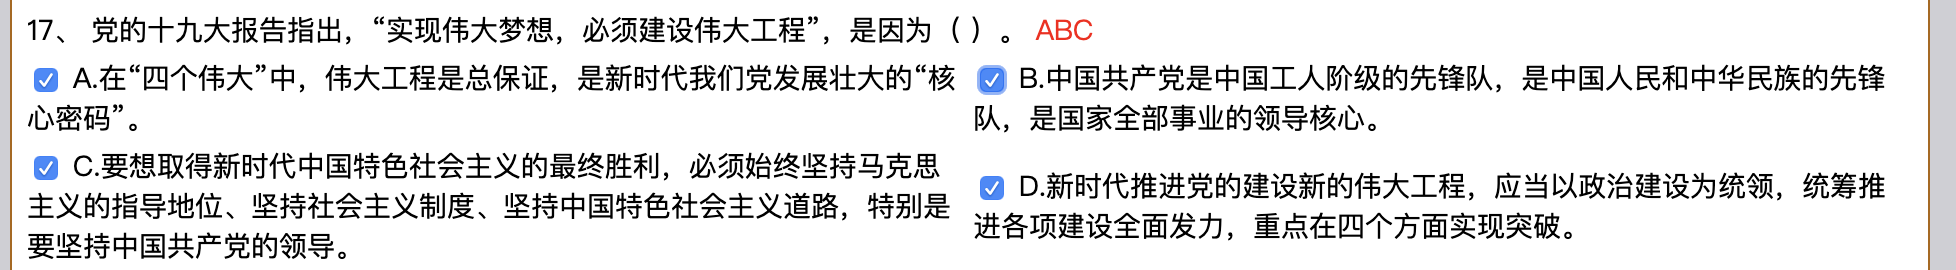 17、 党的十九大报告指出，“实现伟大梦想，必须建设伟大工程”，是因为（ ）。 ABC
A.在“四个伟大”中，伟大工程是总保证，是新时代我们党发展壮大的“核
心密码”。
B.中国共产党是中国工人阶级的先锋队，是中国人民和中华民族的先锋
队，是国家全部事业的领导核心。
C.要想取得新时代中国特色社会主义的最终胜利，必须始终坚持马克思
主义的指导地位、坚持社会主义制度、坚持中国特色社会主义道路，特别是
要坚持中国共产党的领导。
D.新时代推进党的建设新的伟大工程，应当以政治建设为统领，统筹推
进各项建设全面发力，重点在四个方面实现突破。